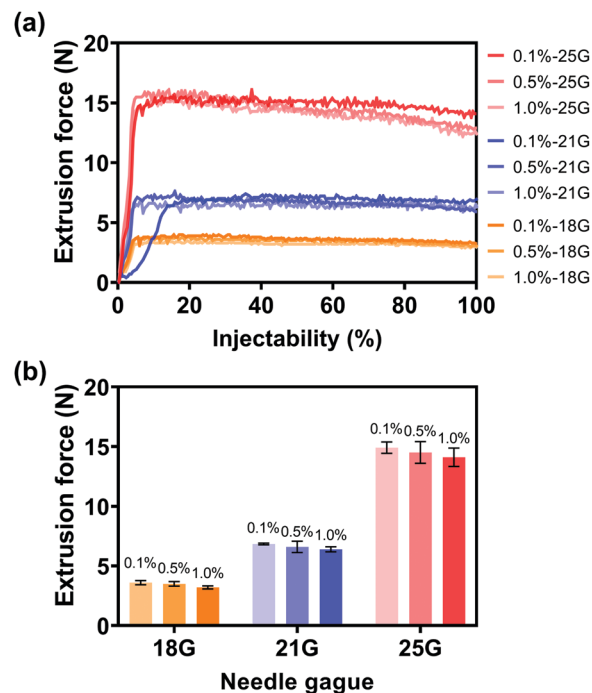 (a)
Extrusion force (N)
20
15
10
5
0
0 20 40 60 80 100
Injectability (%)
0.1%-25G
0.5%-25G
1.0%-25G
0.1%-21G
0.5%-21G
1.0%-21G
0.1%-18G
0.5%-18G
1.0%-18G
(b)
Extrusion force (N)
20
15
10
5
0
0.1% 0.5% 1.0%
0.1% 0.5% 1.0%
0.1% 0.5% 1.0%
18G 21G 25G
Needle gague